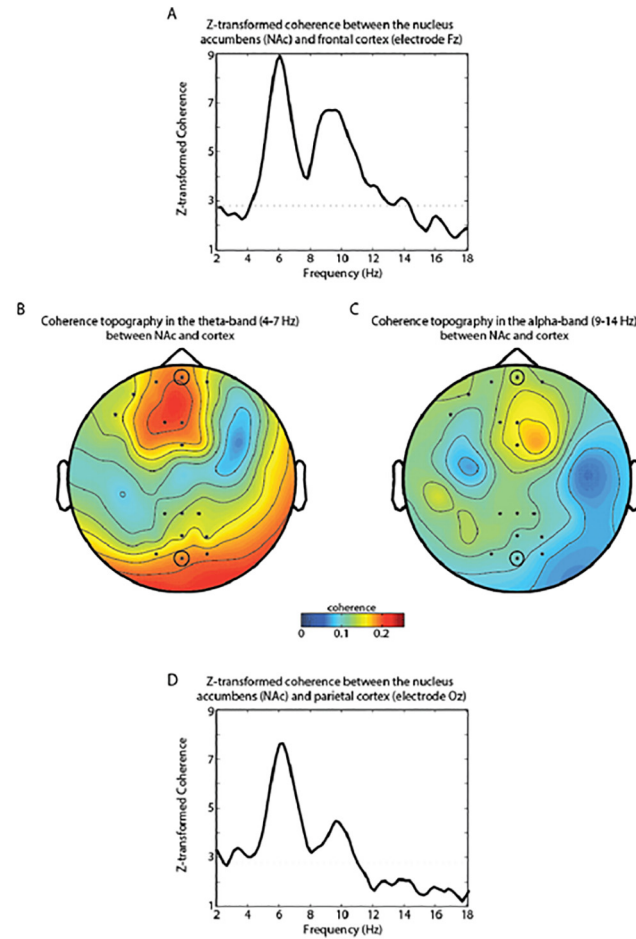 A
Z-transformed coherence between the nucleus
accumbens (NAc) and frontal cortex (electrode Fz)
Z-transformed Coherence
9
7
5
3
1
2 4 6 8 10 12 14 16 18
Frequency (Hz)
B
Coherence topography in the theta-band (4-7 Hz)
between NAc and cortex
C
Coherence topography in the alpha-band (9-14 Hz)
between NAc and cortex
coherence
0 0.1 0.2
D
Z-transformed coherence between the nucleus
accumbens (NAc) and parietal cortex (electrode Oz)
Z-transformed Coherence
9
7
5
3
1
2 4 6 8 10 12 14 16 18
Frequency (Hz)